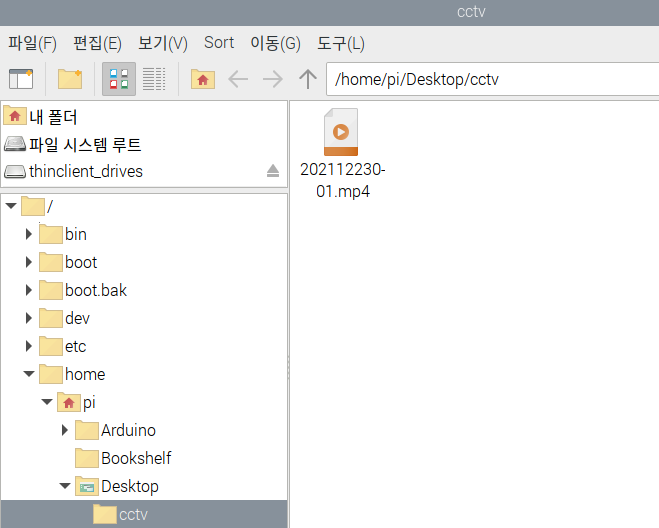 cctv
파일(F) 편집(E) 보기(V) Sort 이동(G) 도구(L)
/home/pi/Desktop/cctv
내 폴더
파일 시스템 루트
thinclient_drives
/
bin
boot
boot.bak
dev
etc
home
pi
Arduino
Bookshelf
Desktop
cctv
202112230-
01.mp4